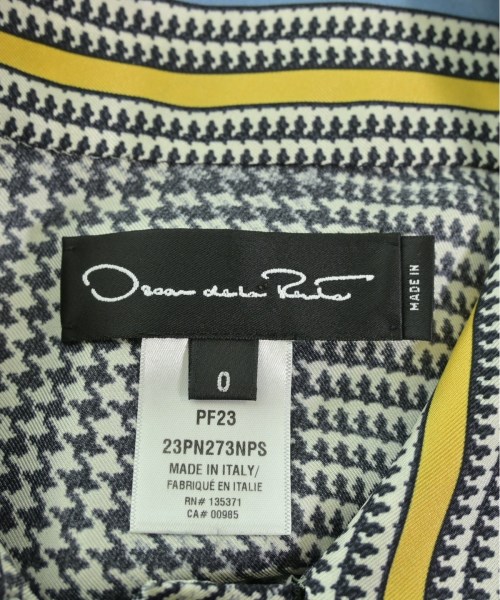 Oscar de la Renta
MADE IN
0
PF23
23PN273NPS
MADE IN ITALY/
FABRIQUÉ EN ITALIE
RN# 135371
CA# 00985